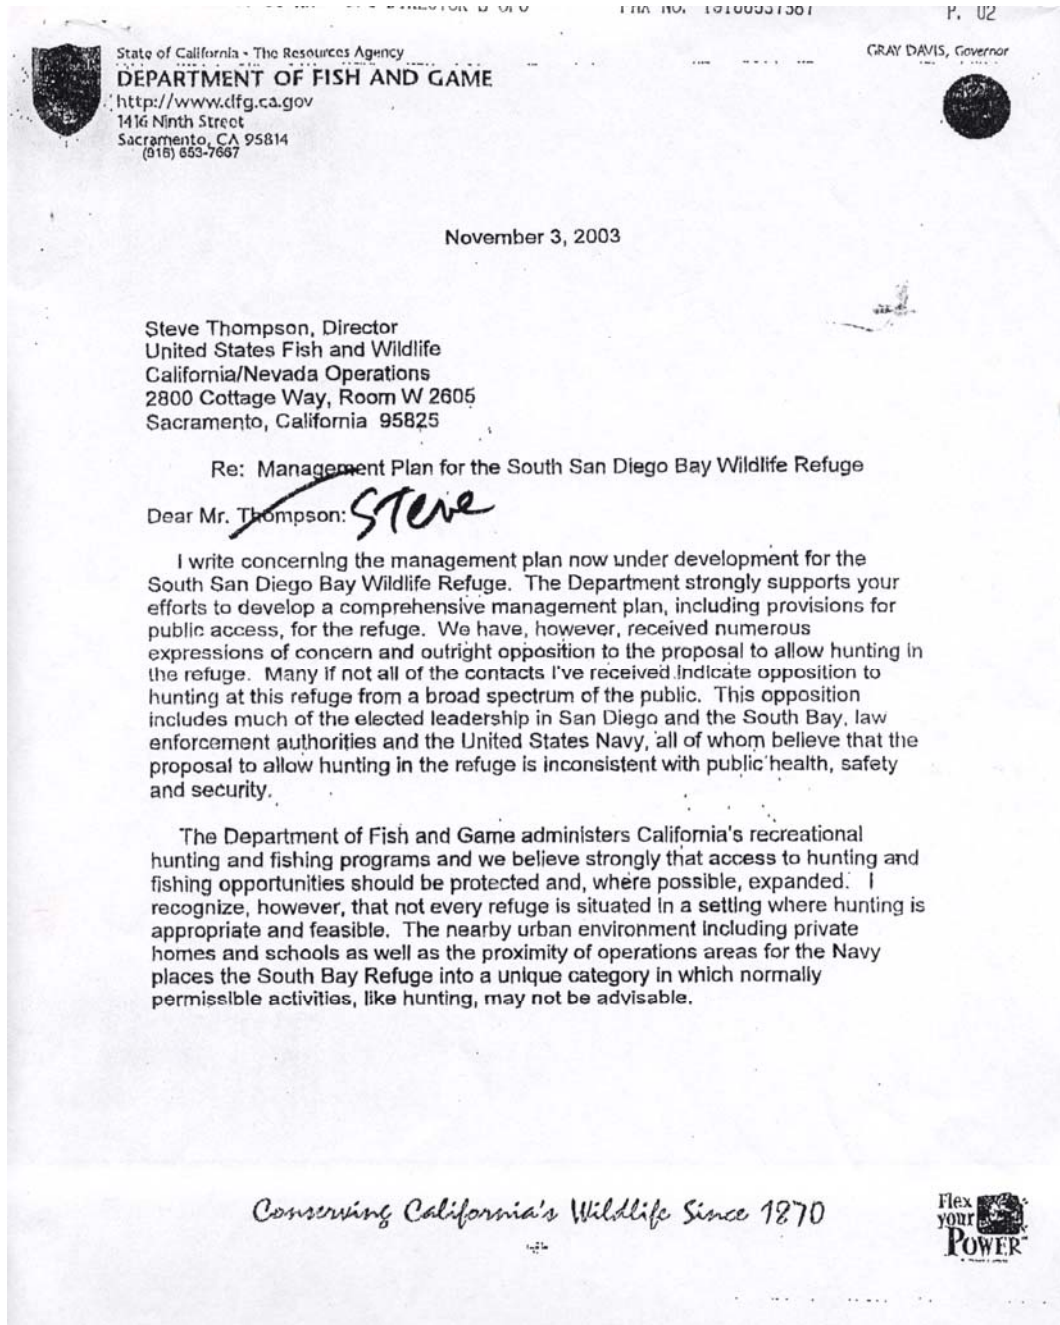 P. 02
State of California - The Resources Agency
GRAY DAVIS, Governor
DEPARTMENT OF FISH AND GAME
http://www.dfg.ca.gov
1416 Ninth Street
Sacramento, CA 95814
(916) 653-7667
November 3, 2003
Steve Thompson, Director
United States Fish and Wildlife
California/Nevada Operations
2800 Cottage Way, Room W 2605
Sacramento, California 95825
Re: Management Plan for the South San Diego Bay Wildlife Refuge
Dear Mr. Thompson: Steve
I write concerning the management plan now under development for the
South San Diego Bay Wildlife Refuge. The Department strongly supports your
efforts to develop a comprehensive management plan, including provisions for
public access, for the refuge. We have, however, received numerous
expressions of concern and outright opposition to the proposal to allow hunting in
the refuge. Many if not all of the contacts I've received indicate opposition to
hunting at this refuge from a broad spectrum of the public. This opposition
includes much of the elected leadership in San Diego and the South Bay, law
enforcement authorities and the United States Navy, all of whom believe that the
proposal to allow hunting in the refuge is inconsistent with public health, safety
and security.
The Department of Fish and Game administers California's recreational
hunting and fishing programs and we believe strongly that access to hunting and
fishing opportunities should be protected and, where possible, expanded. I
recognize, however, that not every refuge is situated in a setting where hunting is
appropriate and feasible. The nearby urban environment including private
homes and schools as well as the proximity of operations areas for the Navy
places the South Bay Refuge into a unique category in which normally
permissible activities, like hunting, may not be advisable.
Conserving California's Wildlife Since 1870
Flex
your
POWER